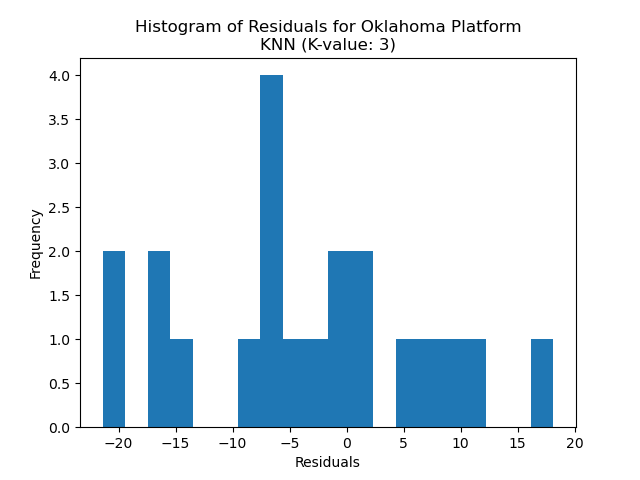 Histogram of Residuals for Oklahoma Platform
KNN (K-value: 3)
4.0
3.5
3.0
2.5
2.0
1.5
1.0
0.5
0.0
Frequency
−20 −15 −10 −5 0 5 10 15 20
Residuals